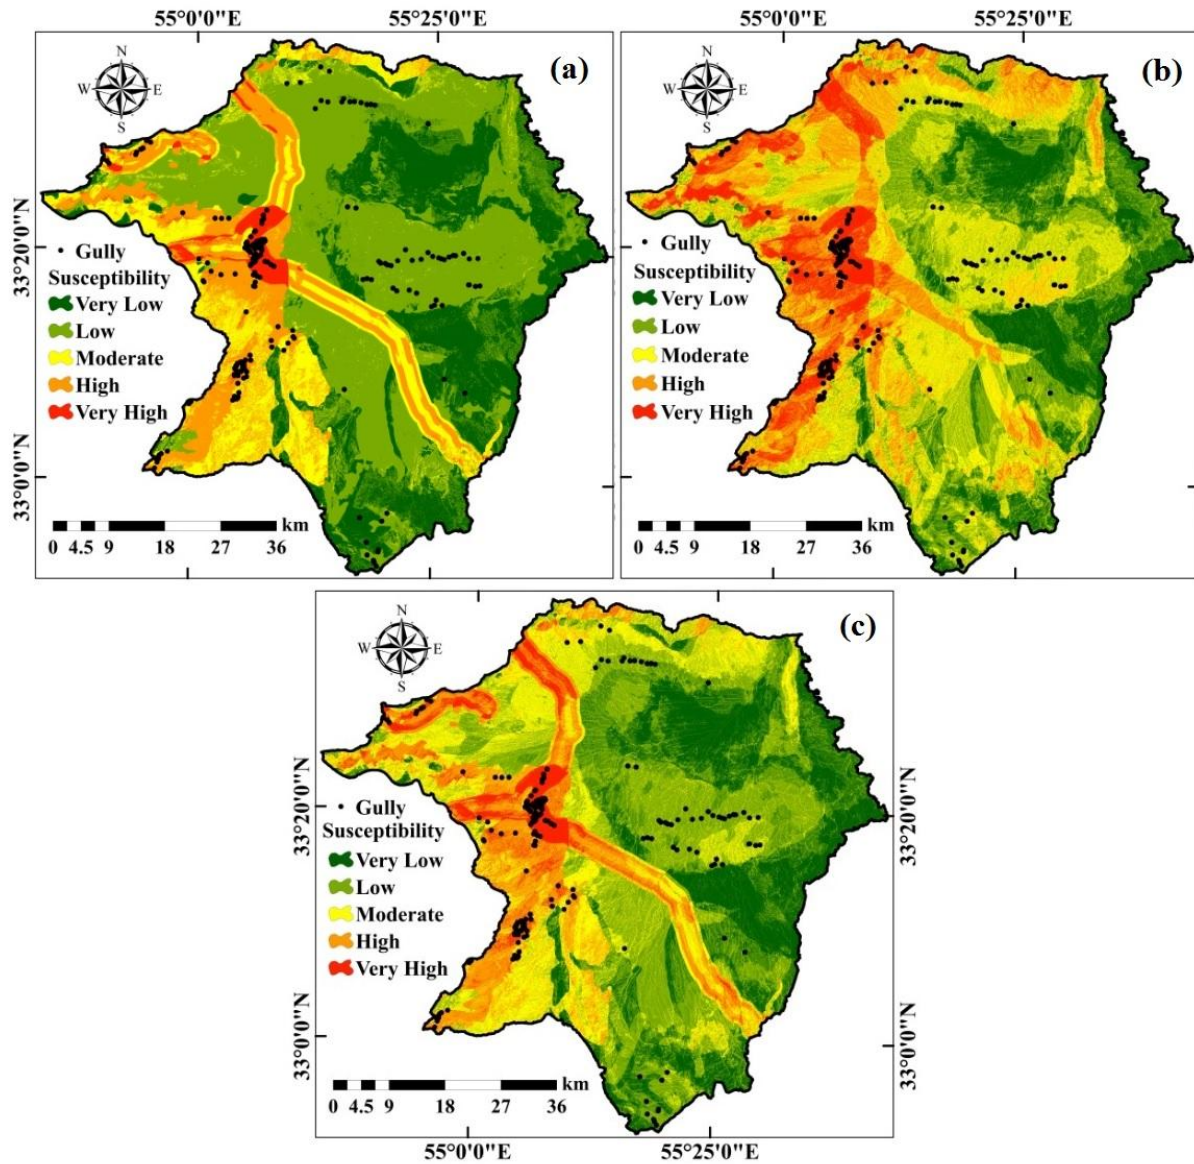 55°0'0"E 55°25'0"E 55°0'0"E 55°25'0"E
(a)
N
W E
S
33°20'0"N
33°0'0"N
Gully
Susceptibility
Very Low
Low
Moderate
High
Very High
km
0 4.5 9 18 27 36
(b)
N
W E
S
Gully
Susceptibility
Very Low
Low
Moderate
High
Very High
km
0 4.5 9 18 27 36
(c)
N
W E
S
33°20'0"N
33°0'0"N
Gully
Susceptibility
Very Low
Low
Moderate
High
Very High
km
0 4.5 9 18 27 36
33°20'0"N
33°0'0"N
55°0'0"E 55°25'0"E